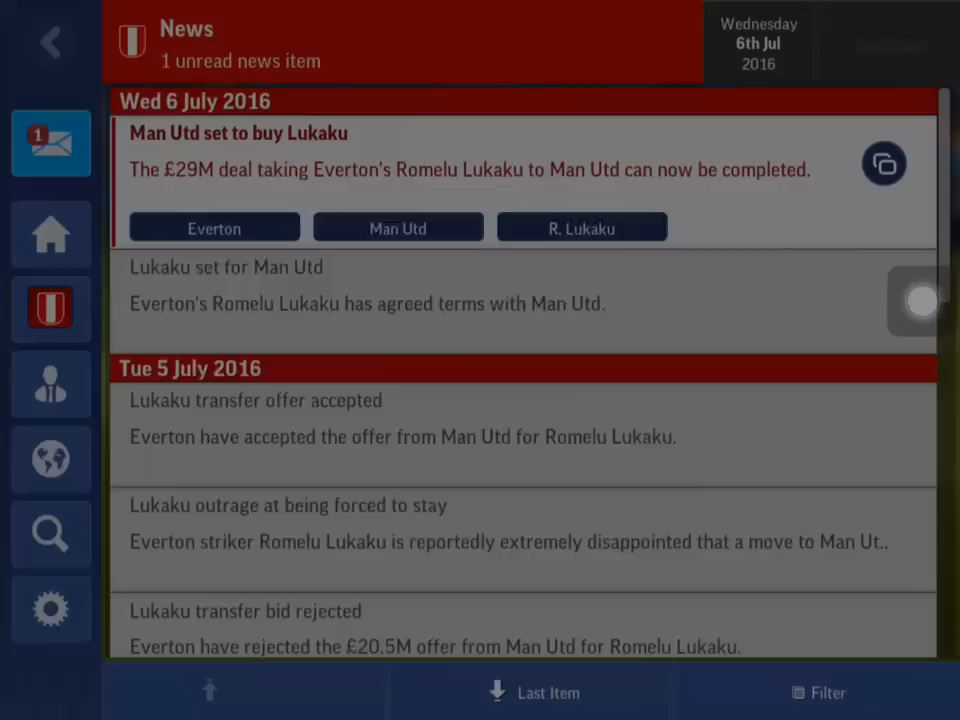 News
1 unread news item
Wednesday
6th Jul
2016
Wed 6 July 2016
1
Man Utd set to buy Lukaku
The £29M deal taking Everton's Romelu Lukaku to Man Utd can now be completed.
Everton
Man Utd
R. Lukaku
Lukaku set for Man Utd
Everton's Romelu Lukaku has agreed terms with Man Utd.
Tue 5 July 2016
Lukaku transfer offer accepted
Everton have accepted the offer from Man Utd for Romelu Lukaku.
Lukaku outrage at being forced to stay
Everton striker Romelu Lukaku is reportedly extremely disappointed that a move to Man Ut..
Lukaku transfer bid rejected
Everton have rejected the £20.5M offer from Man Utd for Romelu Lukaku.
Last Item
Filter